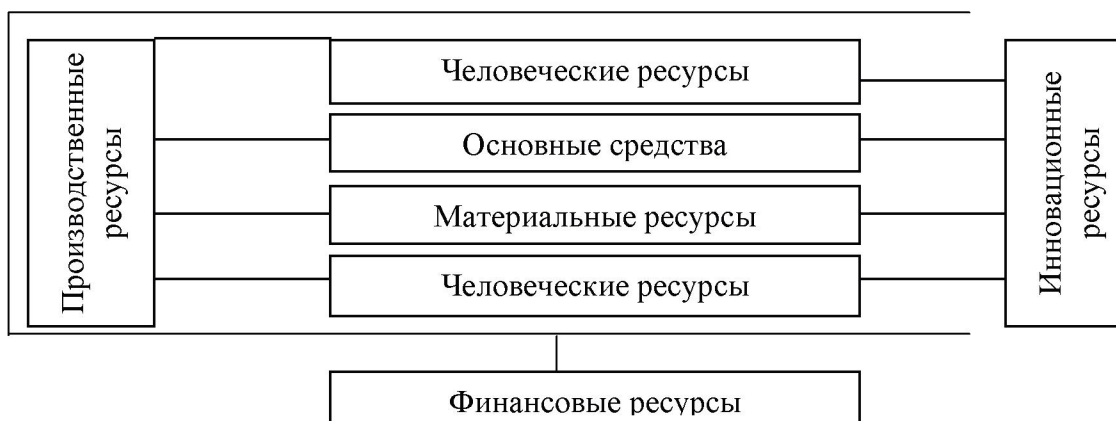 Производственные
ресурсы
Человеческие ресурсы
Основные средства
Материальные ресурсы
Человеческие ресурсы
Инновационные
ресурсы
Финансовые ресурсы